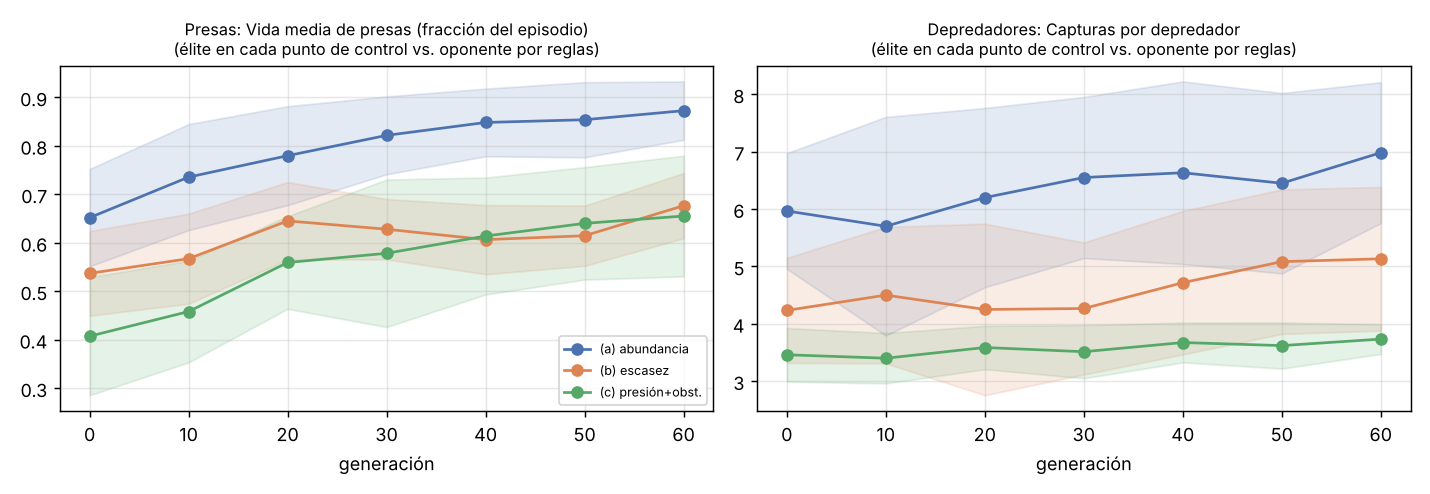 Presas: Vida media de presas (fracción del episodio)
(élite en cada punto de control vs. oponente por reglas)
0.9
0.8
0.7
0.6
0.5
0.4
0.3
0 10 20 30 40 50 60
generación
(a) abundancia
(b) escasez
(c) presión+obst.
Depredadores: Capturas por depredador
(élite en cada punto de control vs. oponente por reglas)
8
7
6
5
4
3
0 10 20 30 40 50 60
generación